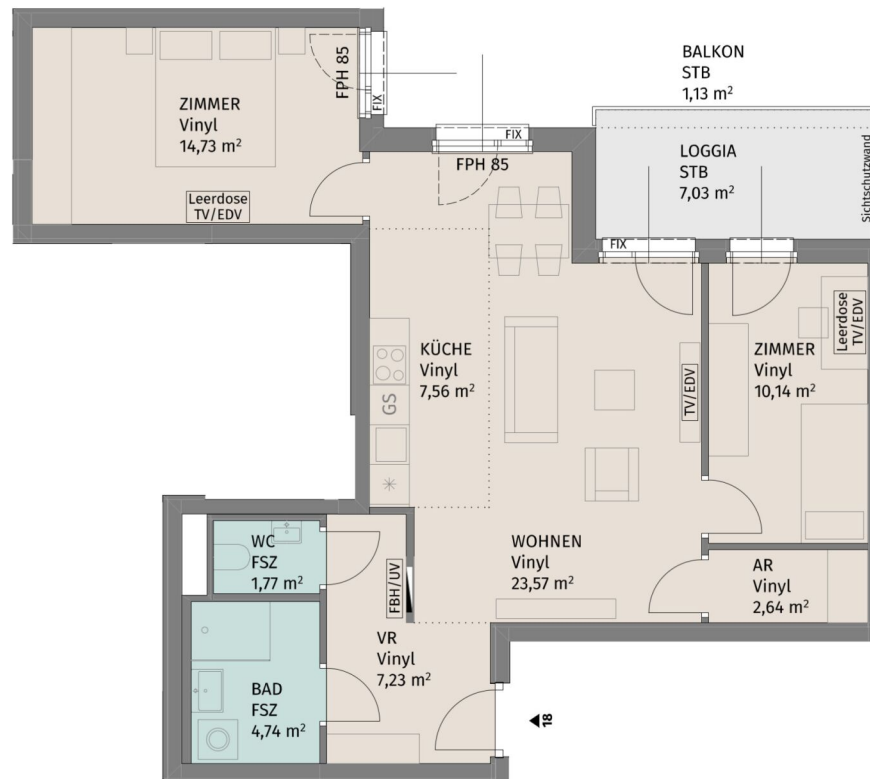 ZIMMER
Vinyl
14,73 m²
Leerdose
TV/EDV
FPH 85
FIX
FIX
FPH 85
BALKON
STB
1,13 m²
LOGGIA
STB
7,03 m²
Sichtschutzwand
FIX
KÜCHE
Vinyl
7,56 m²
GS
TV/EDV
ZIMMER
Vinyl
10,14 m²
Leerdose
TV/EDV
WOHNEN
Vinyl
23,57 m²
AR
Vinyl
2,64 m²
WC
FSZ
1,77 m²
FBH/UV
VR
Vinyl
7,23 m²
BAD
FSZ
4,74 m²
18